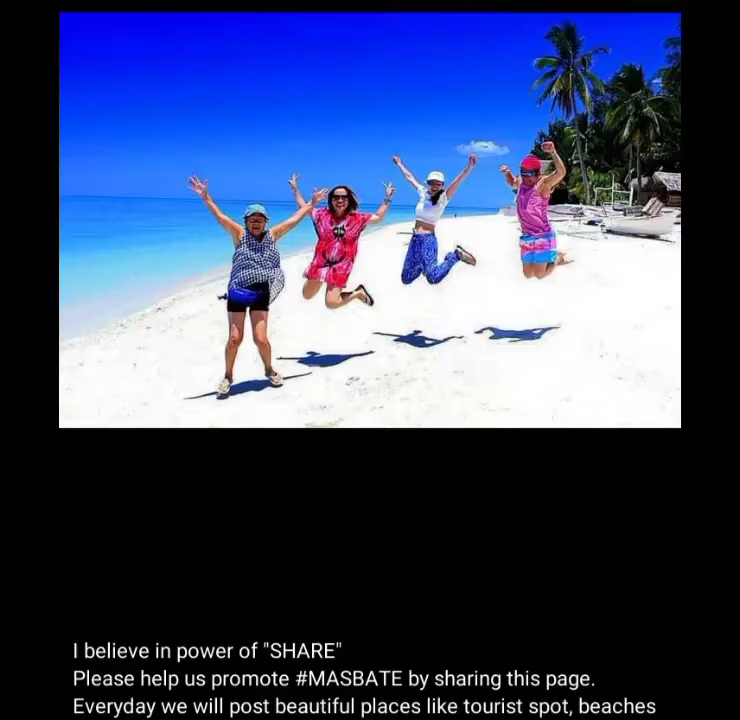 I believe in power of "SHARE"
Please help us promote #MASBATE by sharing this page.
Everyday we will post beautiful places like tourist spot, beaches